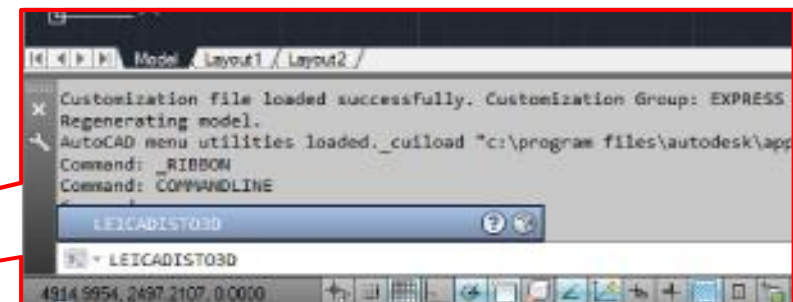 Model / Layout1 / Layout2 /
Customization file loaded successfully. Customization Group: EXPRESS
Regenerating model.
AutoCAD menu utilities loaded._cuiload "c:\program files\autodesk\app
Command: _RIBBON
Command: COMMANDLINE
LEICADISTO3D
LEICADISTO3D
4914.9954, 2497.2107, 0.0000